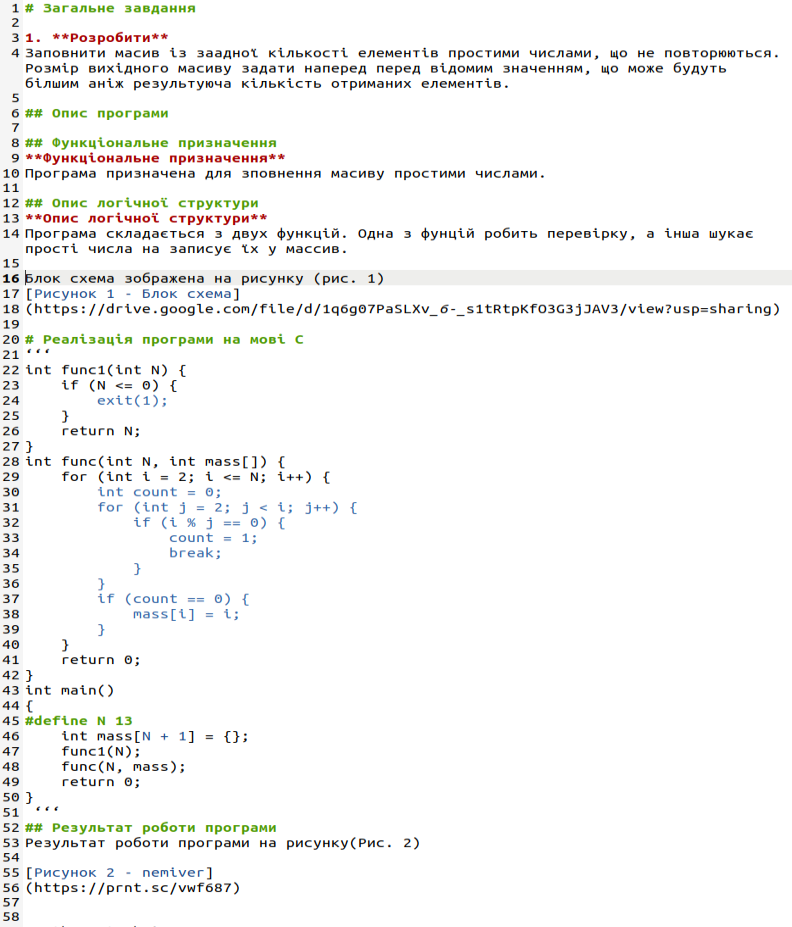 1 # Загальне завдання
2
3 1. **Розробити**
4 Заповнити масив із заадної кількості елементів простими числами, що не повторюються.
Розмір вихідного масиву задати наперед перед відомим значенням, що може будуть
більшим аніж результуюча кількість отриманих елементів.
5
6 ## Опис програми
7
8 ## Функціональне призначення
9 **Функціональне призначення**
10 Програма призначена для зповнення масиву простими числами.
11
12 ## Опис логічної структури
13 **Опис логічної структури**
14 Програма складається з двух функцій. Одна з фунцій робить перевірку, а інша шукає
прості числа на записує їх у массив.
15
16 Блок схема зображена на рисунку (рис. 1)
17 [Рисунок 1 - Блок схема]
18 (https://drive.google.com/file/d/1q6g07PaSLXv_6-_s1tRtpKfO3G3jJAV3/view?usp=sharing)
19
20 # Реалізація програми на мові С
21 ‘‘‘
22 int func1(int N) {
23     if (N <= 0) {
24         exit(1);
25     }
26     return N;
27 }
28 int func(int N, int mass[]) {
29     for (int i = 2; i <= N; i++) {
30         int count = 0;
31         for (int j = 2; j < i; j++) {
32             if (i % j == 0) {
33                 count = 1;
34                 break;
35             }
36         }
37         if (count == 0) {
38             mass[i] = i;
39         }
40     }
41     return 0;
42 }
43 int main()
44 {
45 #define N 13
46     int mass[N + 1] = {};
47     func1(N);
48     func(N, mass);
49     return 0;
50 }
51  ‘‘‘
52 ## Результат роботи програми
53 Результат роботи програми на рисунку(Рис. 2)
54
55 [Рисунок 2 - nemiver]
56 (https://prnt.sc/vwf687)
57
58